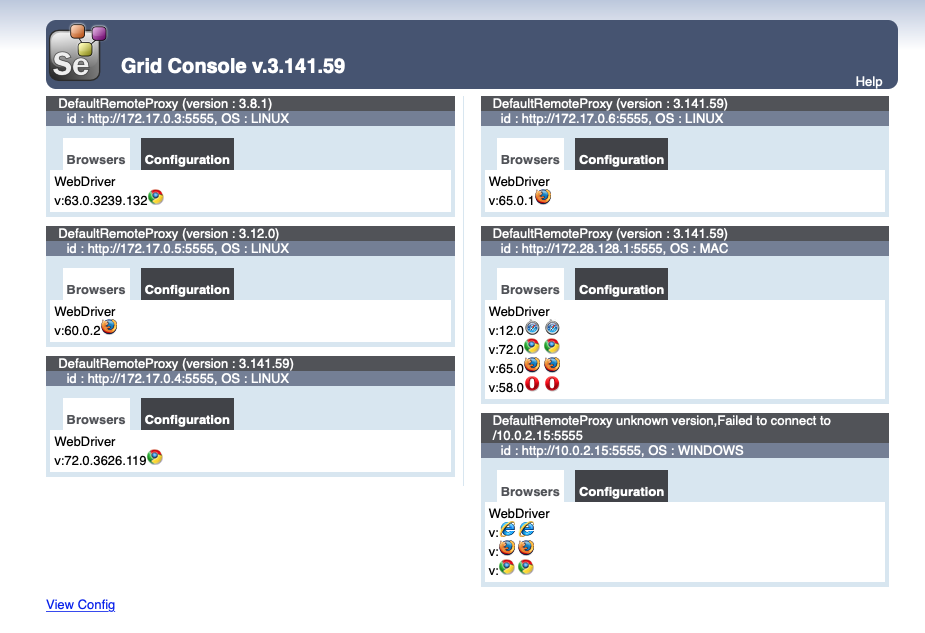 Se
Grid Console v.3.141.59
Help
DefaultRemoteProxy (version : 3.8.1)
id : http://172.17.0.3:5555, OS : LINUX
Browsers
Configuration
WebDriver
v:63.0.3239.132
DefaultRemoteProxy (version : 3.12.0)
id : http://172.17.0.5:5555, OS : LINUX
Browsers
Configuration
WebDriver
v:60.0.2
DefaultRemoteProxy (version : 3.141.59)
id : http://172.17.0.4:5555, OS : LINUX
Browsers
Configuration
WebDriver
v:72.0.3626.119
DefaultRemoteProxy (version : 3.141.59)
id : http://172.17.0.6:5555, OS : LINUX
Browsers
Configuration
WebDriver
v:65.0.1
DefaultRemoteProxy (version : 3.141.59)
id : http://172.28.128.1:5555, OS : MAC
Browsers
Configuration
WebDriver
v:12.0
v:72.0
v:65.0
v:58.0
DefaultRemoteProxy unknown version,Failed to connect to
/10.0.2.15:5555
id : http://10.0.2.15:5555, OS : WINDOWS
Browsers
Configuration
WebDriver
v:
v:
v:
View Config